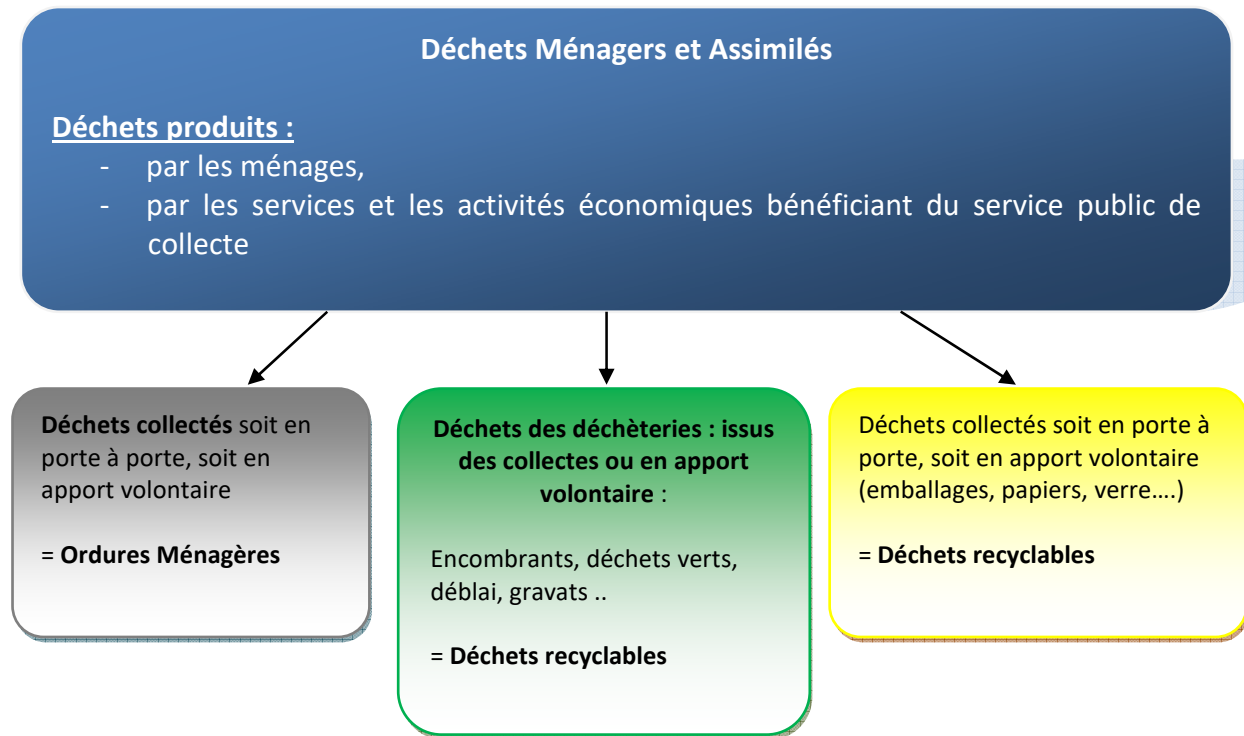 Déchets Ménagers et Assimilés
Déchets produits :
- par les ménages,
- par les services et les activités économiques bénéficiant du service public de
collecte
Déchets collectés soit en
porte à porte, soit en
apport volontaire
= Ordures Ménagères
Déchets des déchèteries : issus
des collectes ou en apport
volontaire :
Encombrants, déchets verts,
déblai, gravats ..
= Déchets recyclables
Déchets collectés soit en porte à
porte, soit en apport volontaire
(emballages, papiers, verre….)
= Déchets recyclables